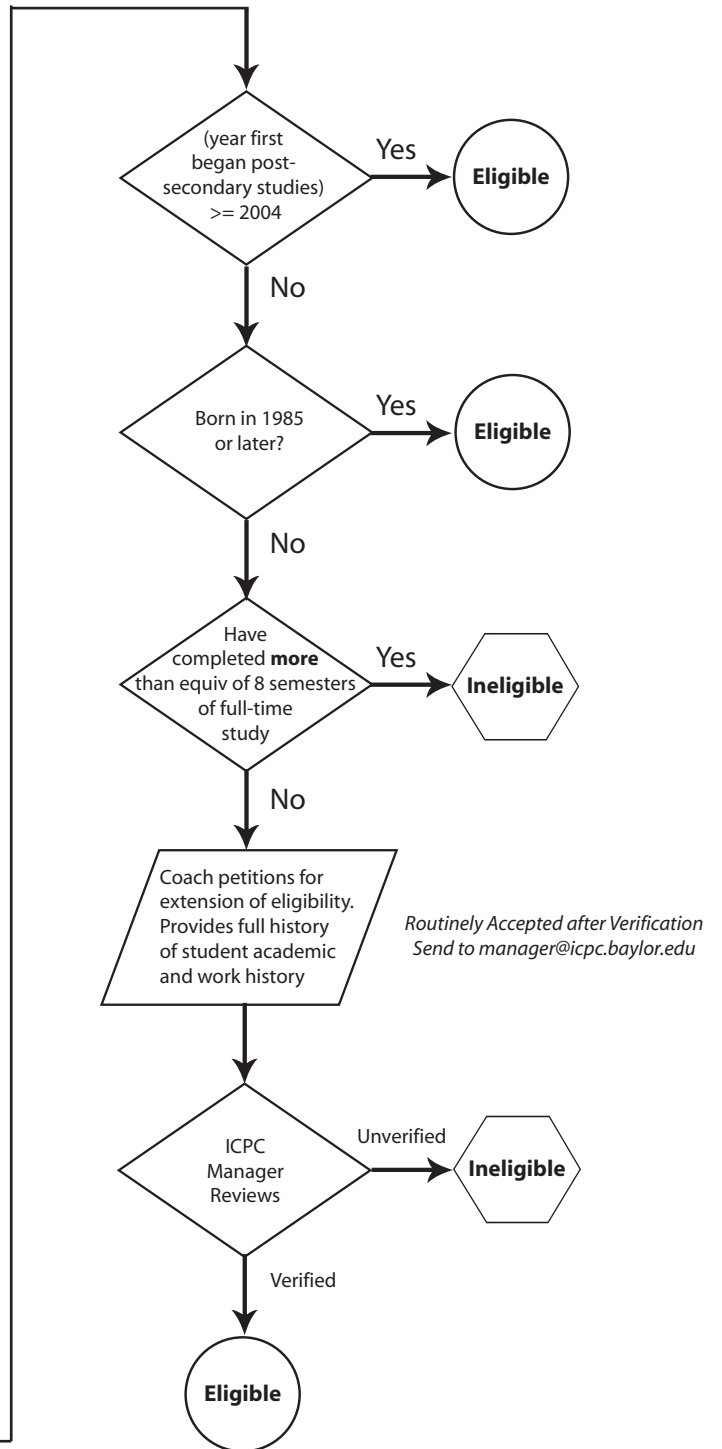 (year first
began post-
secondary studies)
>= 2004
Yes
Eligible
No
Born in 1985
or later?
Yes
Eligible
No
Have
completed more
than equiv of 8 semesters
of full-time
study
Yes
Ineligible
No
Coach petitions for
extension of eligibility.
Provides full history
of student academic
and work history
Routinely Accepted after Verification
Send to manager@icpc.baylor.edu
ICPC
Manager
Reviews
Unverified
Ineligible
Verified
Eligible